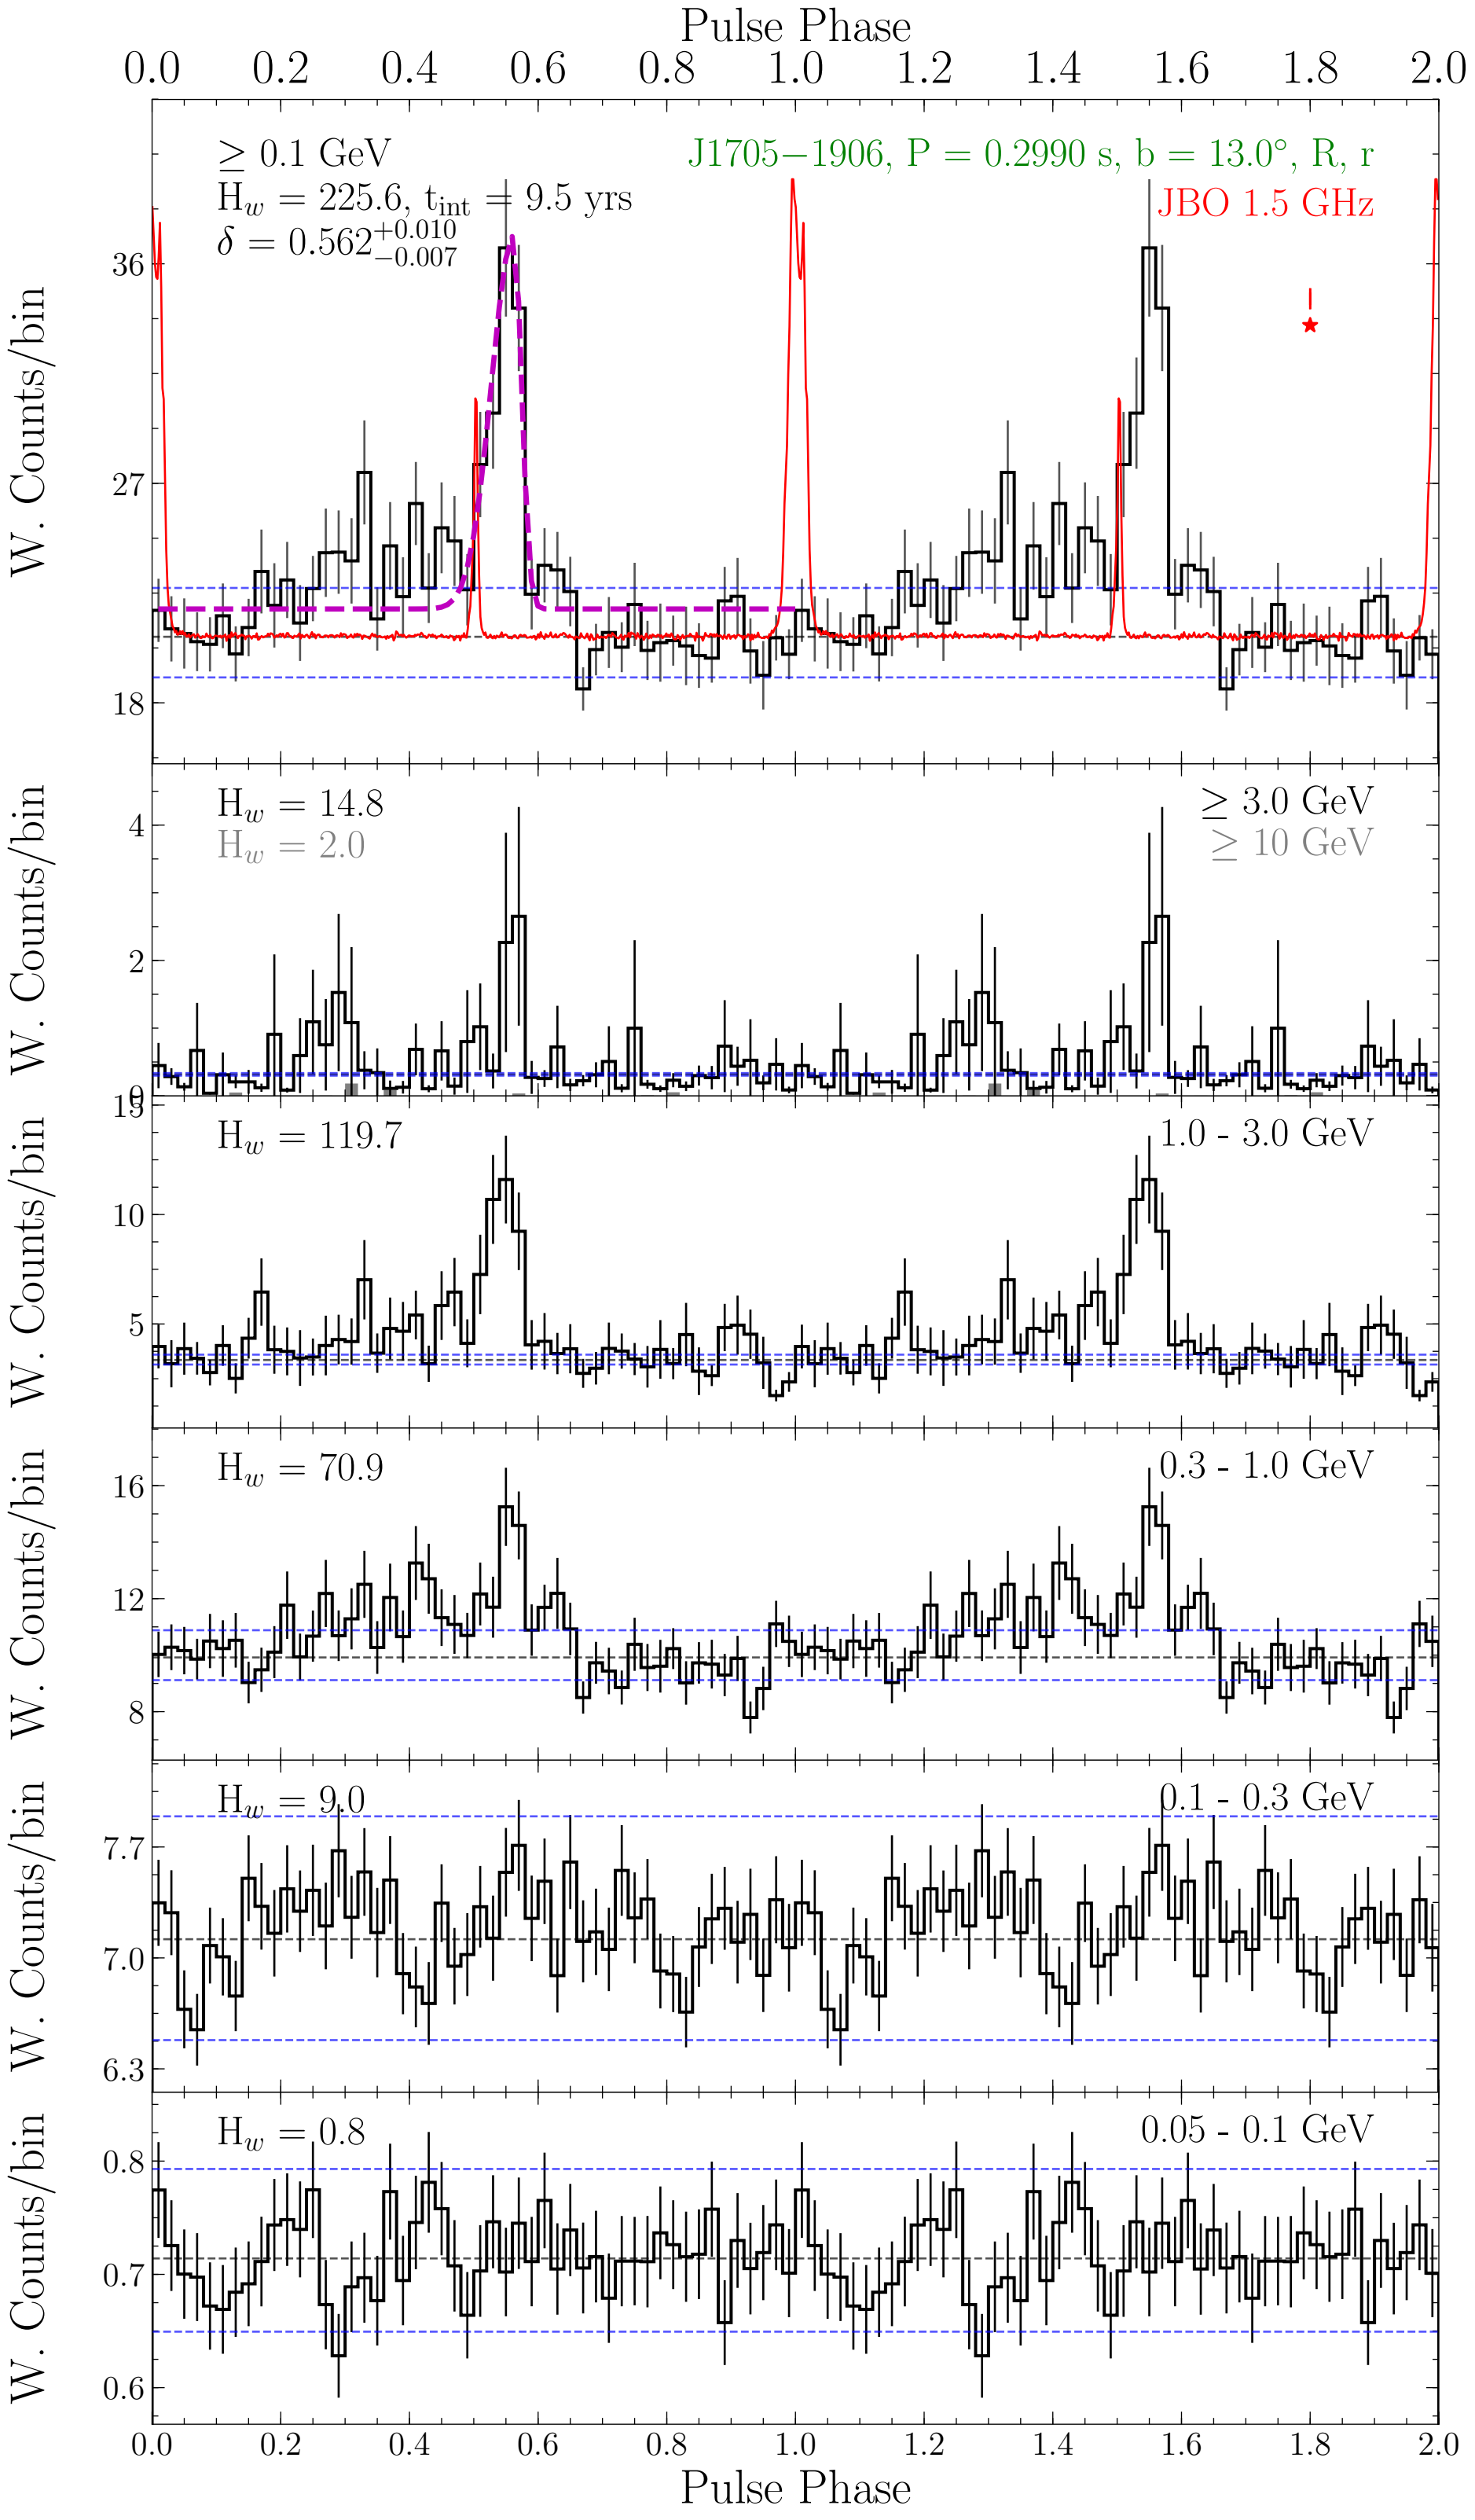 Pulse Phase
0.0 0.2 0.4 0.6 0.8 1.0 1.2 1.4 1.6 1.8 2.0
≥ 0.1 GeV
J1705−1906, P = 0.2990 s, b = 13.0°, R, r
H_w = 225.6, t_int = 9.5 yrs
JBO 1.5 GHz
δ = 0.562 +0.010 −0.007
36
27
18
W. Counts/bin
H_w = 14.8
≥ 3.0 GeV
H_w = 2.0
≥ 10 GeV
4
2
0
W. Counts/bin
H_w = 119.7
1.0 - 3.0 GeV
15
10
5
W. Counts/bin
H_w = 70.9
0.3 - 1.0 GeV
16
12
8
W. Counts/bin
H_w = 9.0
0.1 - 0.3 GeV
7.7
7.0
6.3
W. Counts/bin
H_w = 0.8
0.05 - 0.1 GeV
0.8
0.7
0.6
W. Counts/bin
0.0 0.2 0.4 0.6 0.8 1.0 1.2 1.4 1.6 1.8 2.0
Pulse Phase